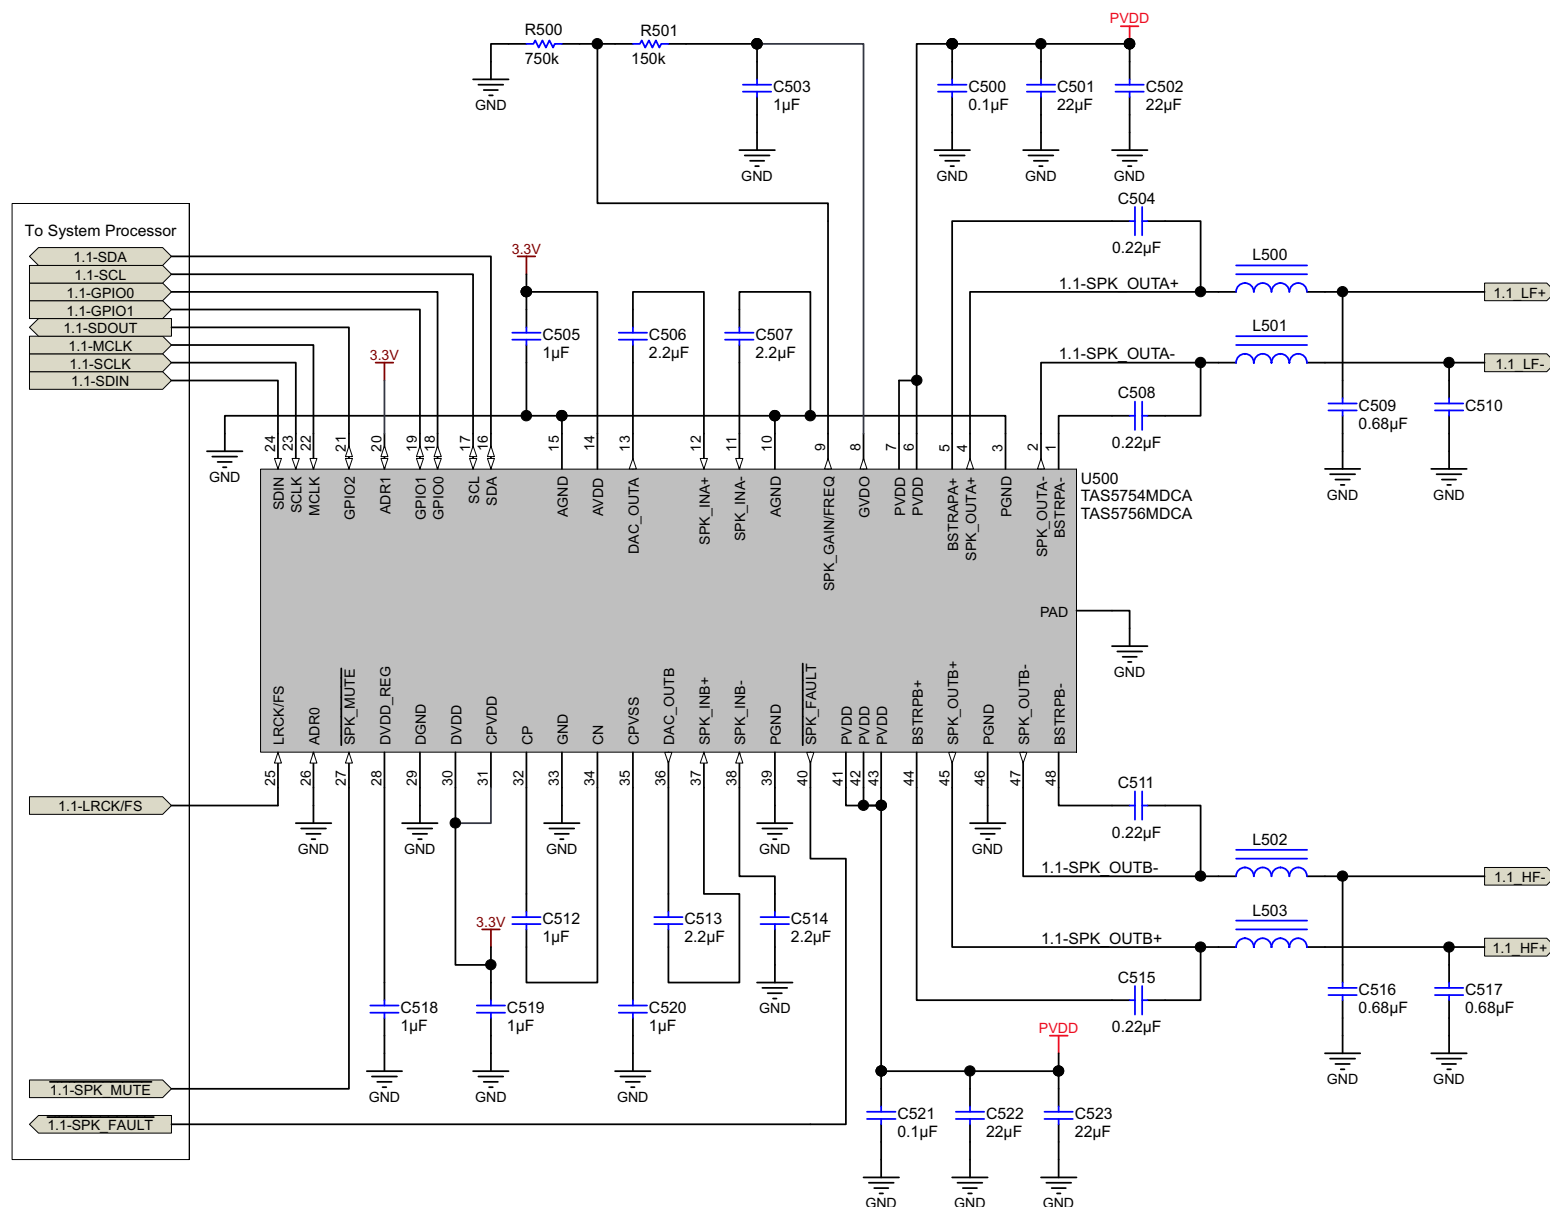 PVDD
R500
R501
750k
150k
C503
1µF
C500
0.1µF
C501
22µF
C502
22µF
GND
GND
GND
GND
GND
C504
0.22µF
To System Processor
1.1-SDA
1.1-SCL
1.1-GPIO0
1.1-GPIO1
1.1-SDOUT
1.1-MCLK
1.1-SCLK
1.1-SDIN
3.3V
3.3V
C505
1µF
C506
2.2µF
C507
2.2µF
1.1-SPK_OUTA+
L500
1.1_LF+
1.1-SPK_OUTA-
L501
1.1_LF-
C508
0.22µF
C509
0.68µF
C510
GND
GND
GND
24
23
22
21
20
19
18
17
16
15
14
13
12
11
10
9
8
7
6
5
4
3
2
1
SDIN
SCLK
MCLK
GPIO2
ADR1
GPIO1
GPIO0
SCL
SDA
AGND
AVDD
DAC_OUTA
SPK_INA+
SPK_INA-
AGND
SPK_GAIN/FREQ
GVDO
PVDD
PVDD
BSTRAPA+
SPK_OUTA+
PGND
SPK_OUTA-
BSTRPA-
U500
TAS5754MDCA
TAS5756MDCA
PAD
GND
LRCK/FS
ADR0
SPK_MUTE
DVDD_REG
DGND
DVDD
CPVDD
CP
GND
CN
CPVSS
DAC_OUTB
SPK_INB+
SPK_INB-
PGND
SPK_FAULT
PVDD
PVDD
PVDD
BSTRPB+
SPK_OUTB+
PGND
SPK_OUTB-
BSTRPB-
25
26
27
28
29
30
31
32
33
34
35
36
37
38
39
40
41
42
43
44
45
46
47
48
1.1-LRCK/FS
GND
GND
GND
GND
GND
C511
0.22µF
1.1-SPK_OUTB-
L502
1.1_HF-
1.1-SPK_OUTB+
L503
1.1_HF+
C515
0.22µF
C516
0.68µF
C517
0.68µF
GND
GND
3.3V
C512
1µF
C513
2.2µF
C514
2.2µF
GND
C518
1µF
C519
1µF
C520
1µF
GND
GND
GND
1.1-SPK_MUTE
1.1-SPK_FAULT
PVDD
C521
0.1µF
C522
22µF
C523
22µF
GND
GND
GND